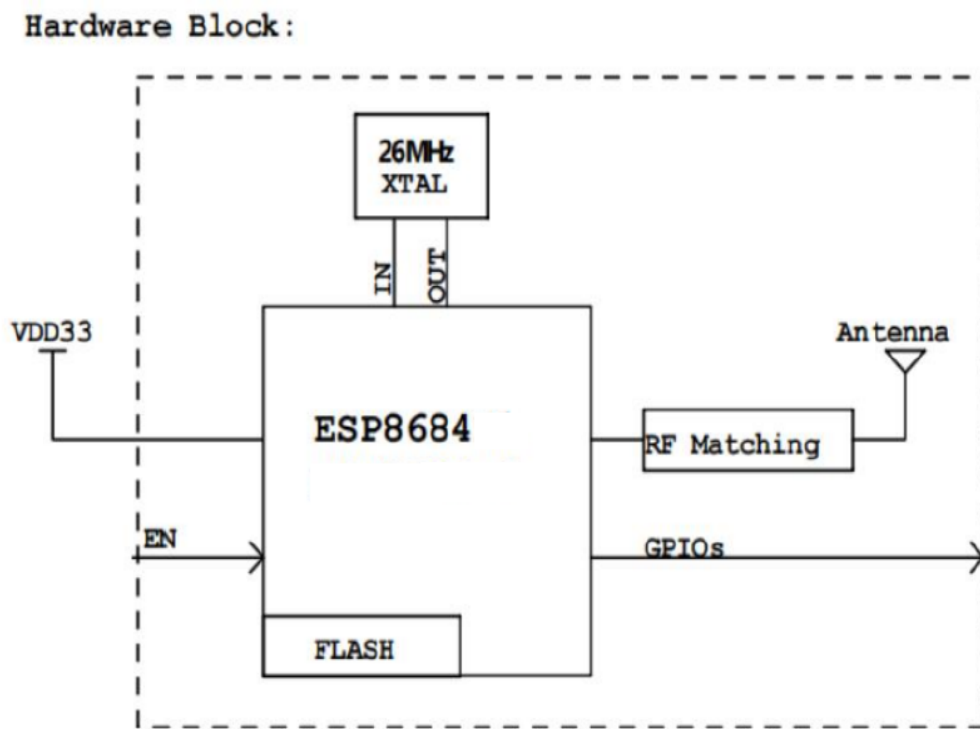 Hardware Block:
26MHz
XTAL
IN
OUT
VDD33
Antenna
ESP8684
RF Matching
EN
GPIOs
FLASH